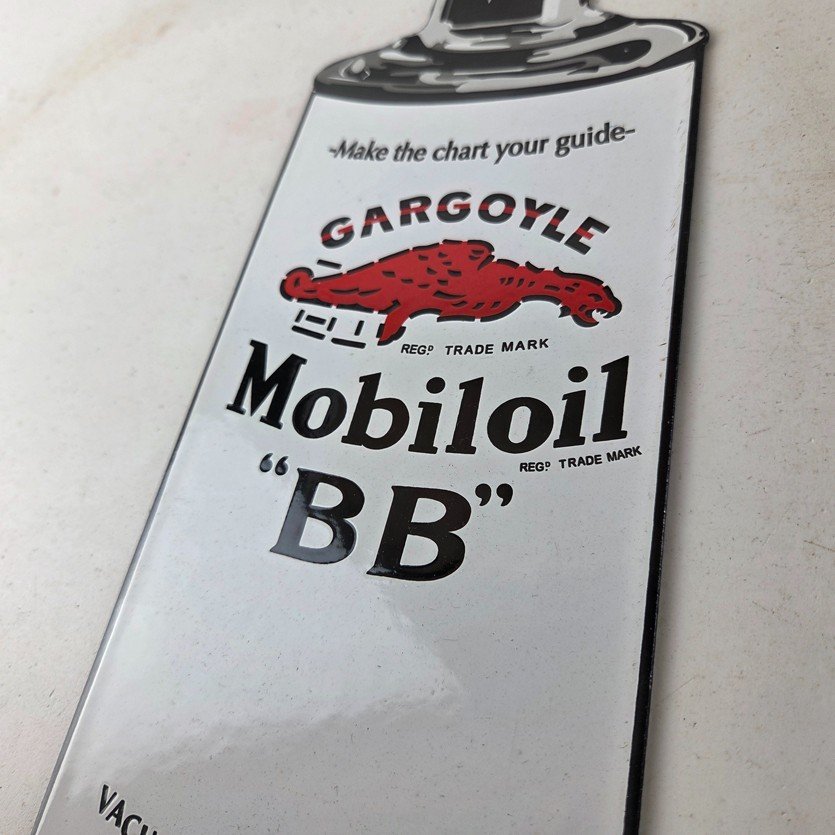 -Make the chart your guide-
GARGOYLE
REGD TRADE MARK
Mobiloil
REGD TRADE MARK
"BB"